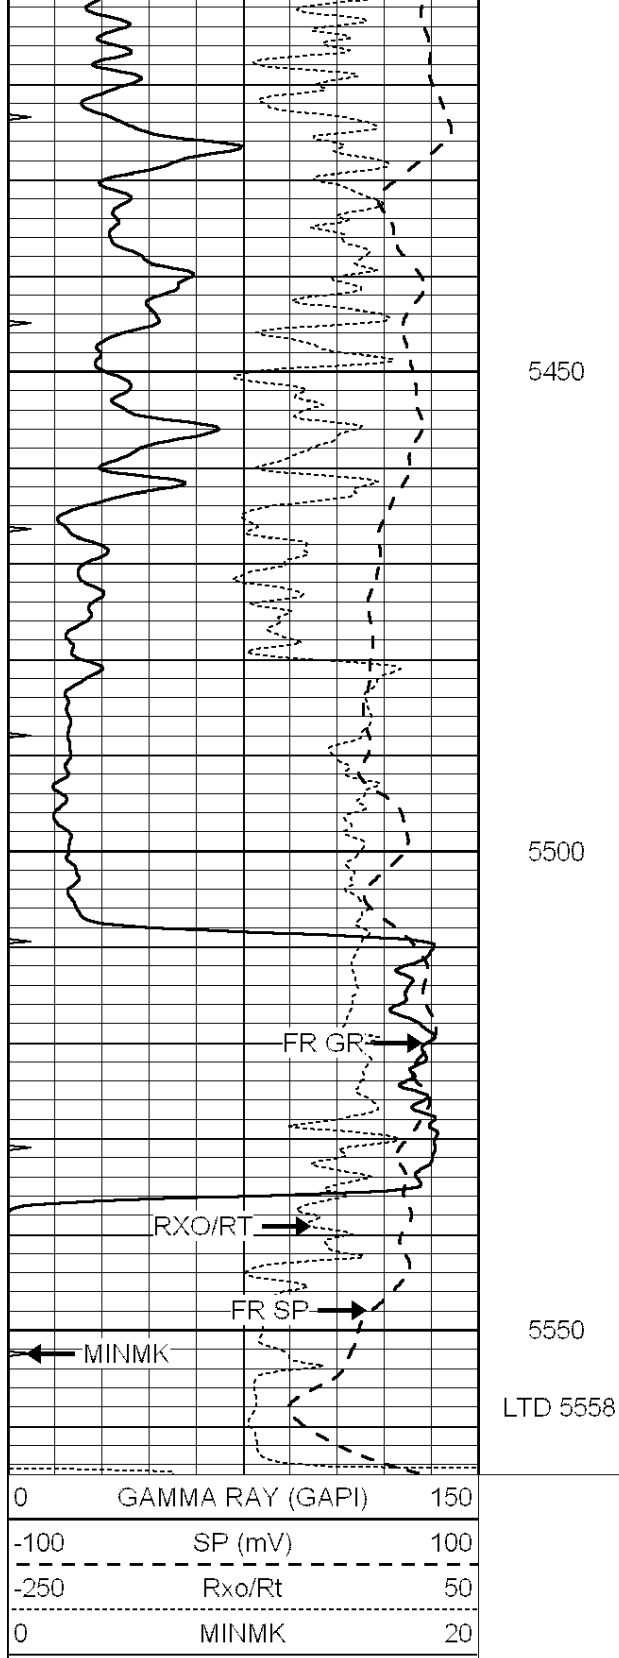 5450
5500
FR GR
RXO/RT
FR SP
5550
MINMK
LTD 5558
0 GAMMA RAY (GAPI) 150
-100 SP (mV) 100
-250 Rxo/Rt 50
0 MINMK 20